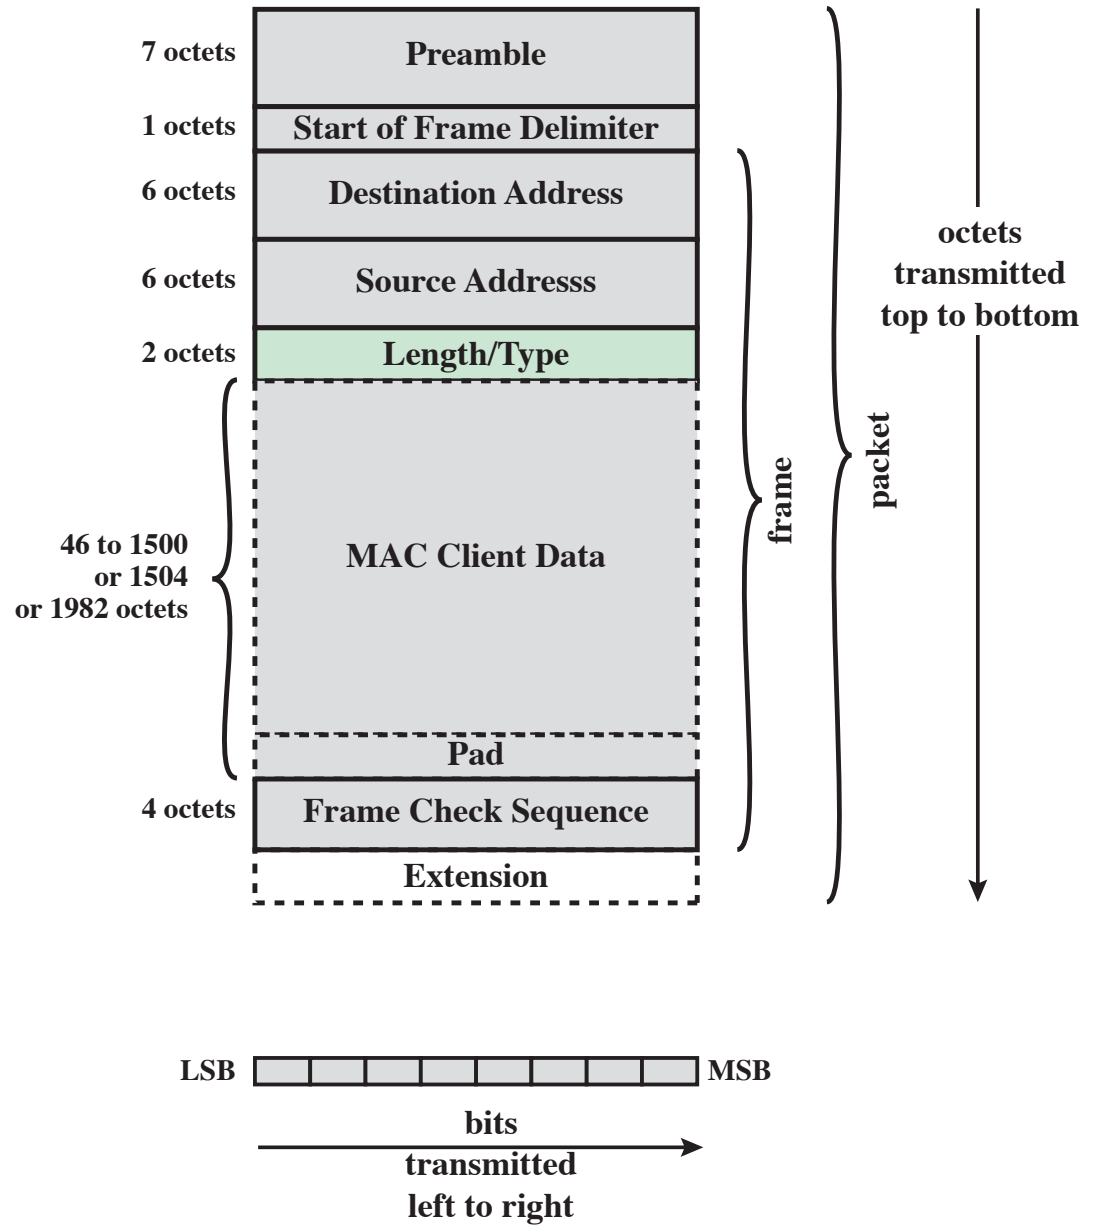 7 octets
Preamble
1 octets
Start of Frame Delimiter
6 octets
Destination Address
6 octets
Source Addresss
2 octets
Length/Type
46 to 1500
or 1504
or 1982 octets
MAC Client Data
Pad
4 octets
Frame Check Sequence
Extension
frame
packet
octets
transmitted
top to bottom
LSB
MSB
bits
transmitted
left to right